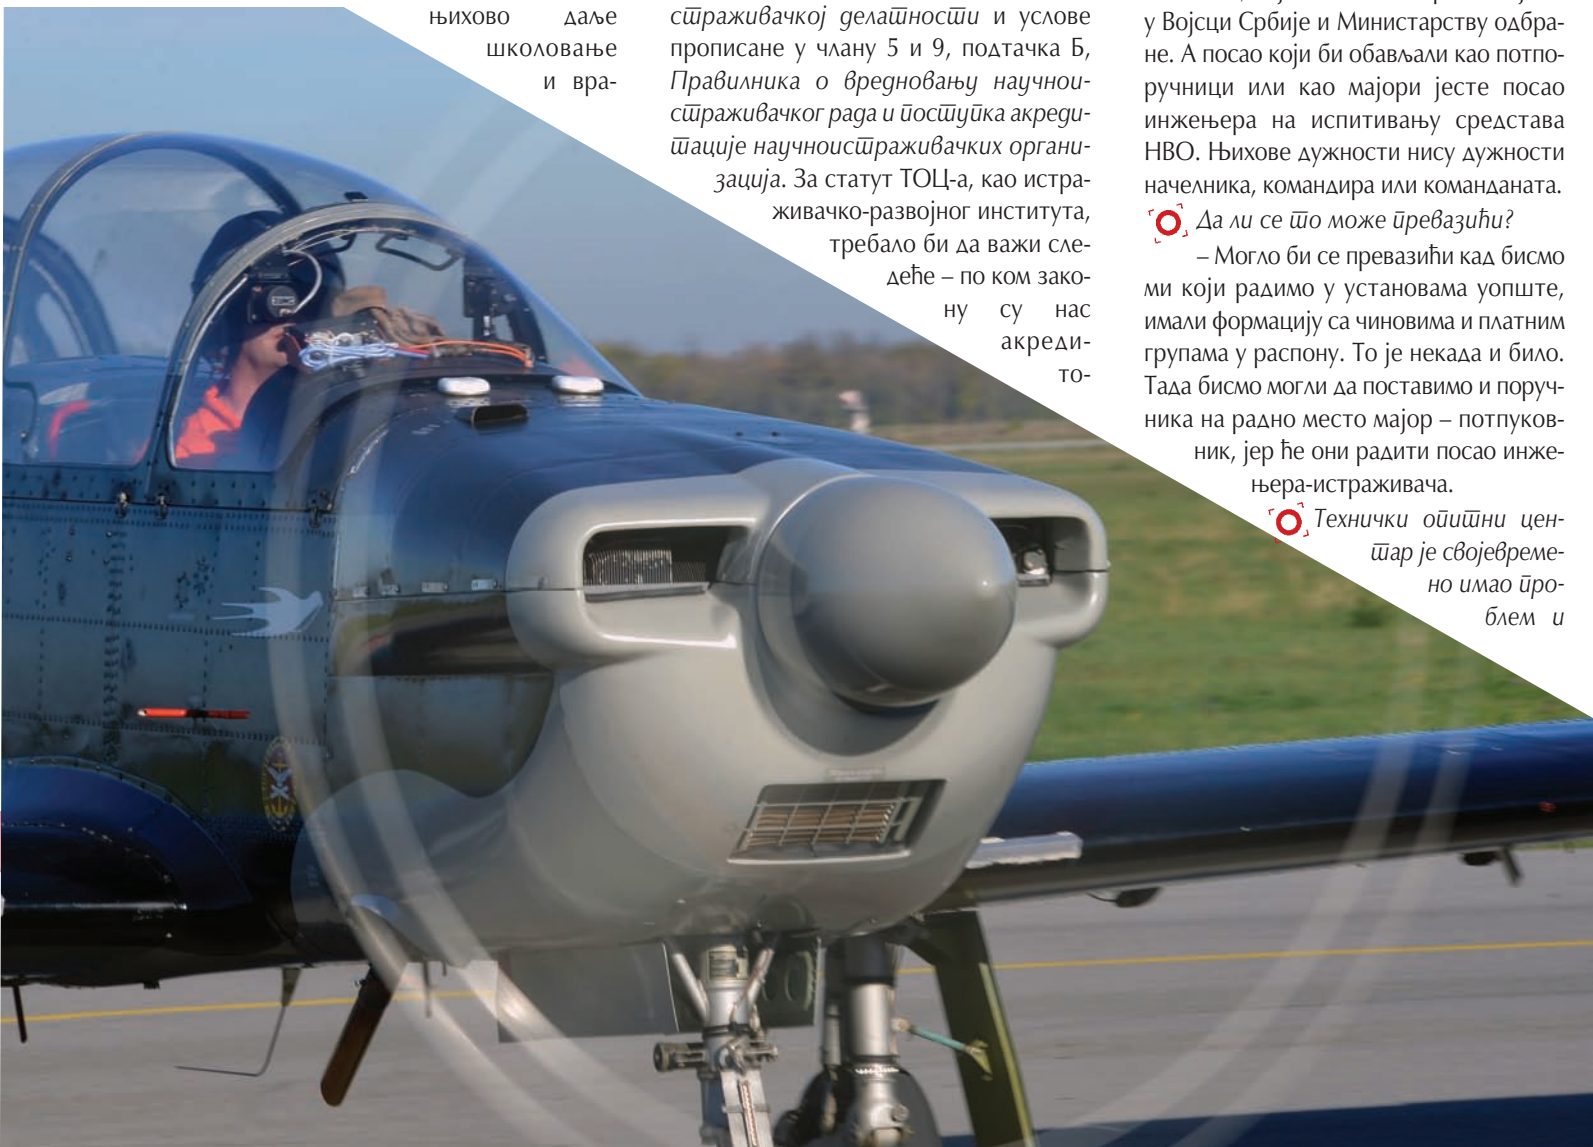 њихово даље
школовање
и вра-
страживачкој делатности и услове
прописане у члану 5 и 9, подтачка Б,
Правилника о вредновању научнои-
страживачког рада и поступка акреди-
тације научноистраживачких органи-
зација. За статут ТОЦ-а, као истра-
живачко-развојног института,
требало би да важи сле-
деће – по ком зако-
ну су нас
акреди-
то-
у Војсци Србије и Министарству одбра-
не. А посао који би обављали као потпо-
ручници или као мајори јесте посао
инжењера на испитивању средстава
НВО. Њихове дужности нису дужности
начелника, командира или команданата.
Да ли се то може превазићи?
– Могло би се превазићи кад бисмо
ми који радимо у установама уопште,
имали формацију са чиновима и платним
групама у распону. То је некада и било.
Тада бисмо могли да поставимо и поруч-
ника на радно место мајор – потпуков-
ник, јер ће они радити посао инже-
њера-истраживача.
Технички опитни цен-
тар је својевреме-
но имао про-
блем и